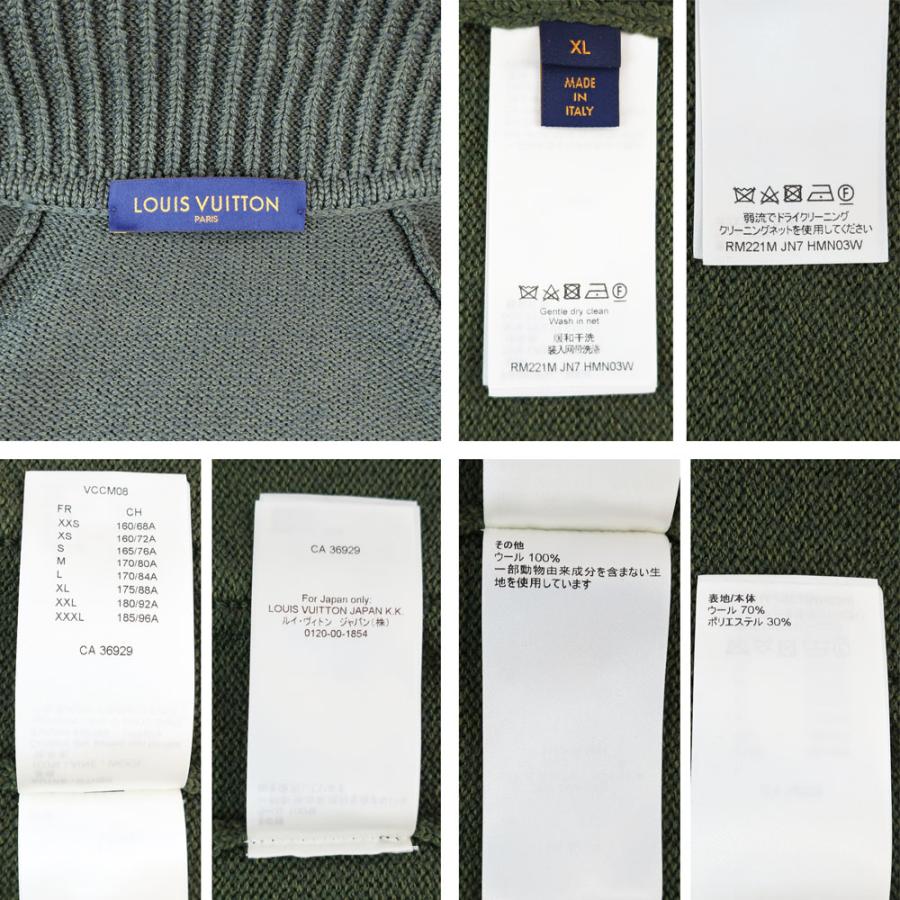 LOUIS VUITTON
PARIS
XL
MADE
IN
ITALY
Gentle dry clean
Wash in net
缓和干洗
装入网带洗涤
RM221M JN7 HMN03W
弱流でドライクリーニング
クリーニングネットを使用してください
RM221M JN7 HMN03W
VCCM08
FR CH
XXS 160/68A
XS 160/72A
S 165/76A
M 170/80A
L 170/84A
XL 175/88A
XXL 180/92A
XXXL 185/96A
CA 36929
CA 36929
For Japan only:
LOUIS VUITTON JAPAN K.K.
ルイ・ヴィトン ジャパン(株)
0120-00-1854
その他
ウール 100%
一部動物由来成分を含まない生
地を使用しています
表地/本体
ウール 70%
ポリエステル 30%